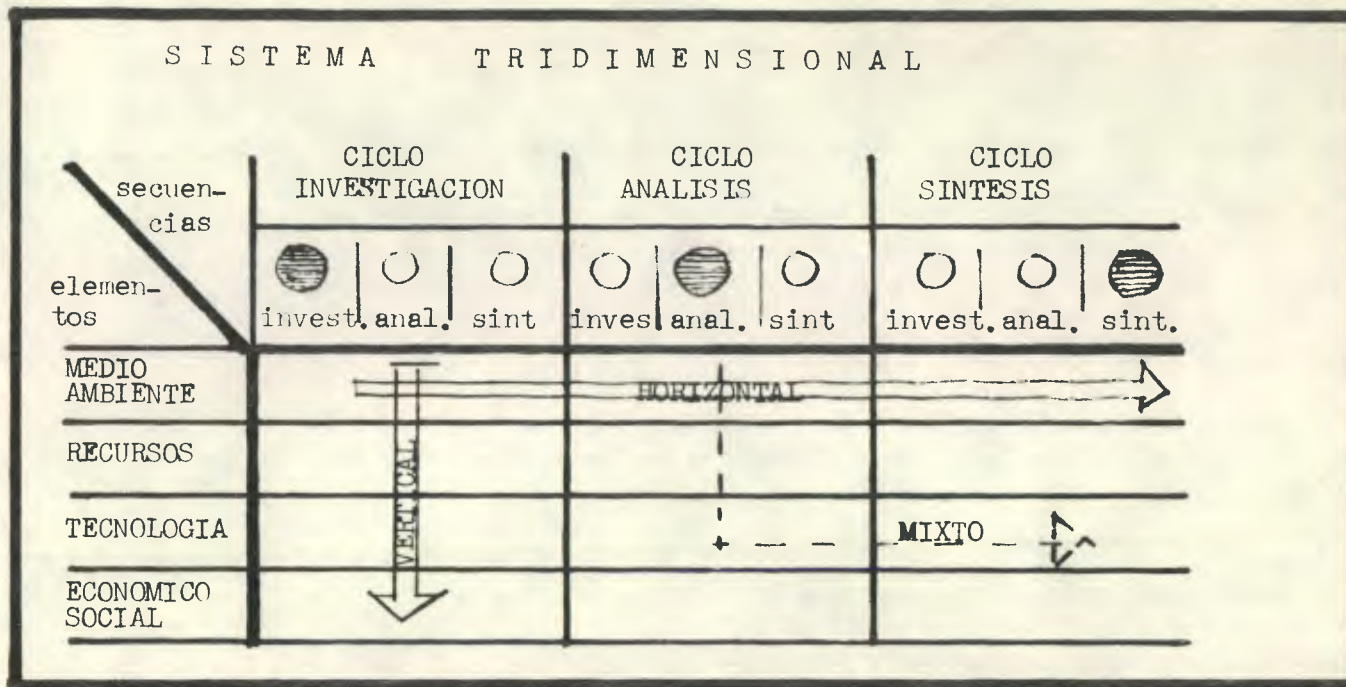 SISTEMA TRIDIMENSIONAL
secuen-
cias
elemen-
tos
CICLO
INVESTIGACION
CICLO
ANALISIS
CICLO
SINTESIS
invest. anal. sint inves anal. sint invest. anal. sint.
MEDIO
AMBIENTE
HORIZONTAL
RECURSOS
VERTICAL
TECNOLOGIA
MIXTO
ECONOMICO
SOCIAL